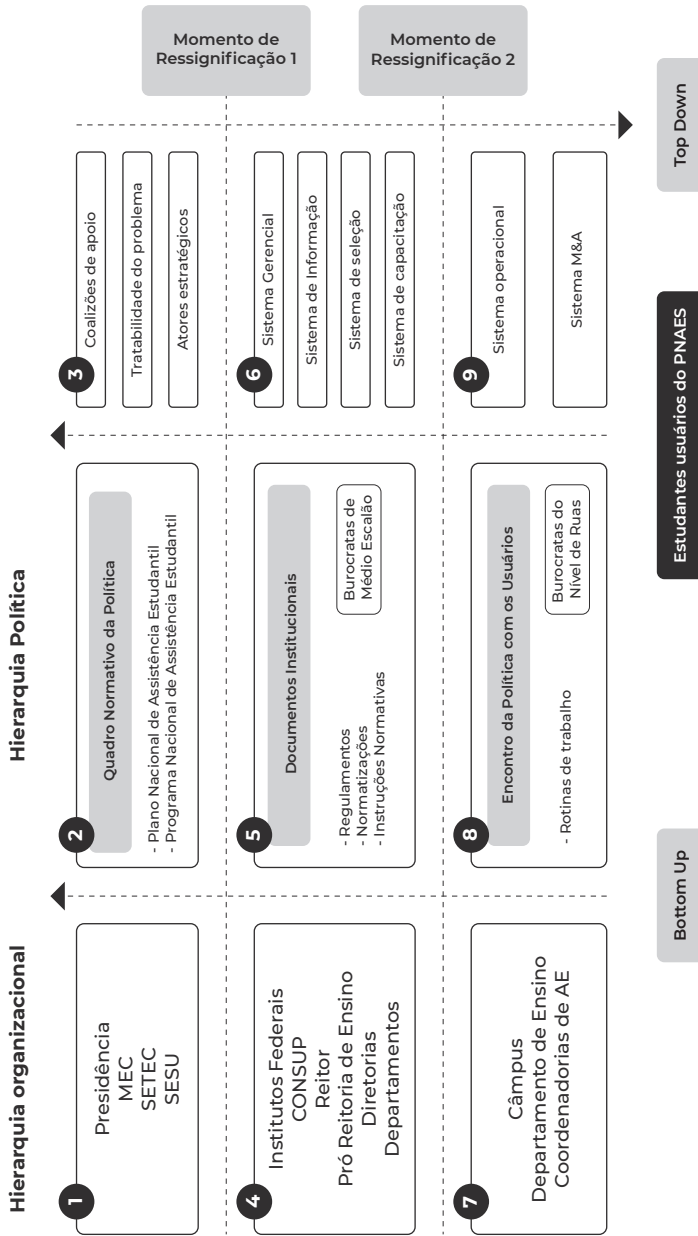 Hierarquia organizacional
Hierarquia Política
1
Presidência
MEC
SETEC
SESU
2
Quadro Normativo da Política
- Plano Nacional de Assistência Estudantil
- Programa Nacional de Assistência Estudantil
3
Coalizões de apoio
Tratabilidade do problema
Atores estratégicos
Momento de
Ressignificação 1
4
Institutos Federais
CONSUP
Reitor
Pró Reitoria de Ensino
Diretorias
Departamentos
5
Documentos Institucionais
- Regulamentos
- Normatizações
- Instruções Normativas
Burocratas de
Médio Escalão
6
Sistema Gerencial
Sistema de Informação
Sistema de seleção
Sistema de capacitação
Momento de
Ressignificação 2
7
Câmpus
Departamento de Ensino
Coordenadorias de AE
8
Encontro da Política com os Usuários
- Rotinas de trabalho
Burocratas do
Nível de Ruas
9
Sistema operacional
Sistema M&A
Bottom Up
Estudantes usuários do PNAES
Top Down